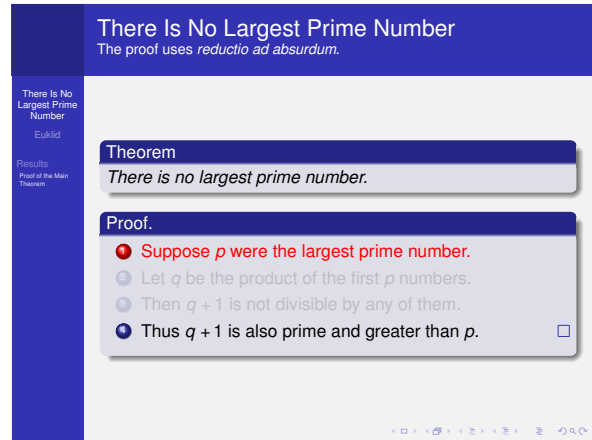 There Is No Largest Prime Number
The proof uses reductio ad absurdum.
There Is No
Largest Prime
Number
Euklid
Results
Proof of the Main
Theorem
Theorem
There is no largest prime number.
Proof.
1 Suppose p were the largest prime number.
2 Let q be the product of the first p numbers.
3 Then q + 1 is not divisible by any of them.
4 Thus q + 1 is also prime and greater than p.